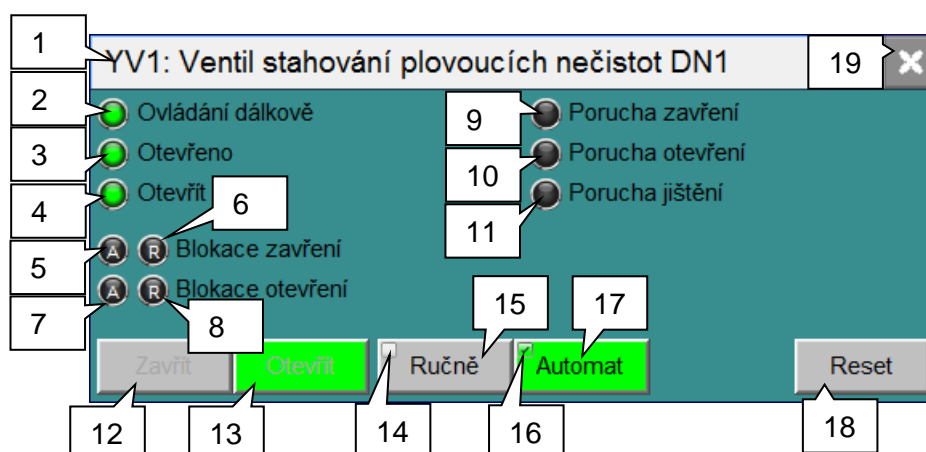 1
YV1: Ventil stahování plovoucích nečistot DN1
19
2
Ovládání dálkově
9
Porucha zavření
3
Otevřeno
10
Porucha otevření
4
Otevřít
6
11
Porucha jištění
5
A R Blokace zavření
7
A R Blokace otevření
8
15
17
Zavřít
Otevřít
Ručně
Automat
Reset
12
13
14
16
18